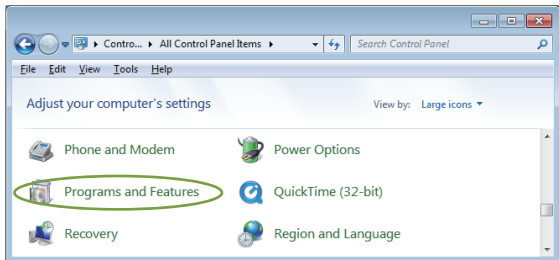 Contro... All Control Panel Items Search Control Panel
File Edit View Tools Help
Adjust your computer's settings View by: Large icons
Phone and Modem Power Options
Programs and Features QuickTime (32-bit)
Recovery Region and Language